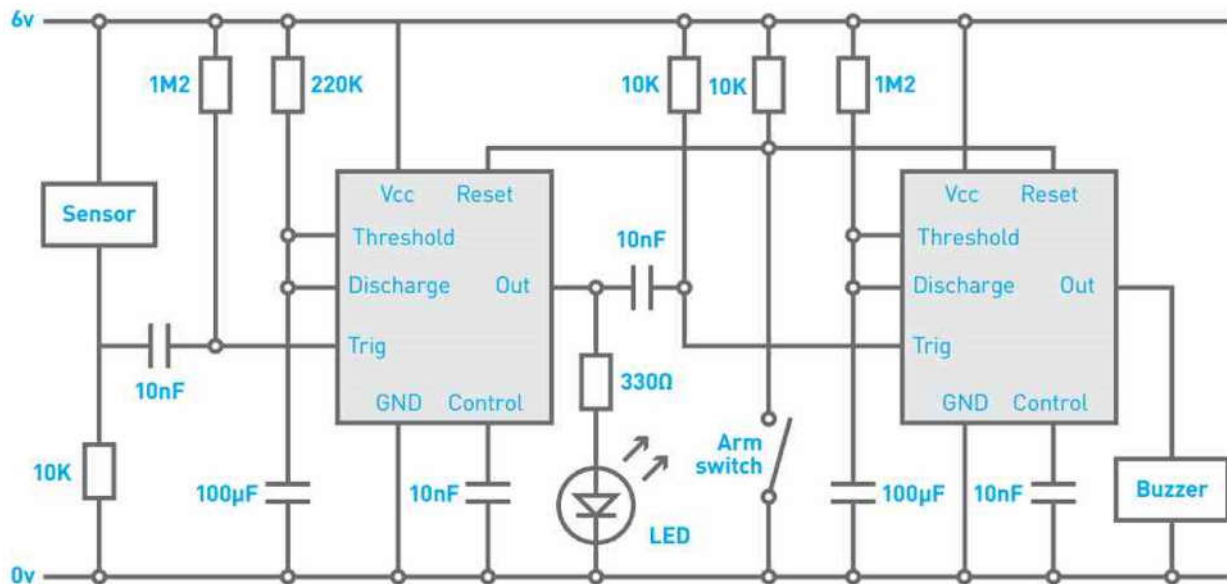 6v
1M2
220K
10K
10K
1M2
Sensor
Vcc
Reset
Threshold
Discharge
Out
Trig
GND
Control
10nF
10nF
Vcc
Reset
Threshold
Discharge
Out
Trig
GND
Control
10K
100µF
10nF
330Ω
LED
Arm
switch
100µF
10nF
Buzzer
0v